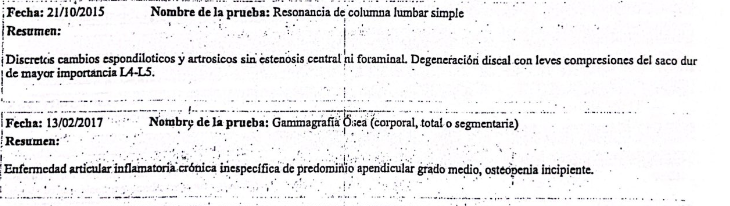 Fecha: 21/10/2015 Nombre de la prueba: Resonancia de columna lumbar simple
Resumen:
Discretos cambios espondiloticos y artrosicos sin estenosis central ni foraminal. Degeneración discal con leves compresiones del saco dur
de mayor importancia L4-L5.
Fecha: 13/02/2017 Nombre de la prueba: Gammagrafía Ósea (corporal, total o segmentaria)
Resumen:
Enfermedad articular inflamatoria crónica inespecífica de predominio apendicular grado medio, osteopenia incipiente.